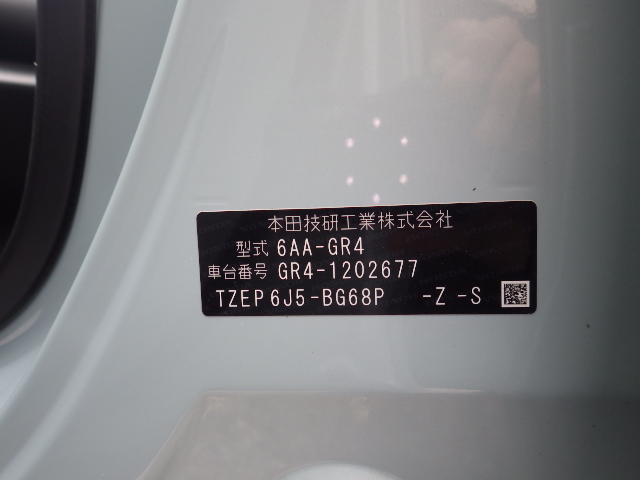 本田技研工業株式会社
型式 6AA-GR4
車台番号 GR4-1202677
TZEP6J5-BG68P -Z -S